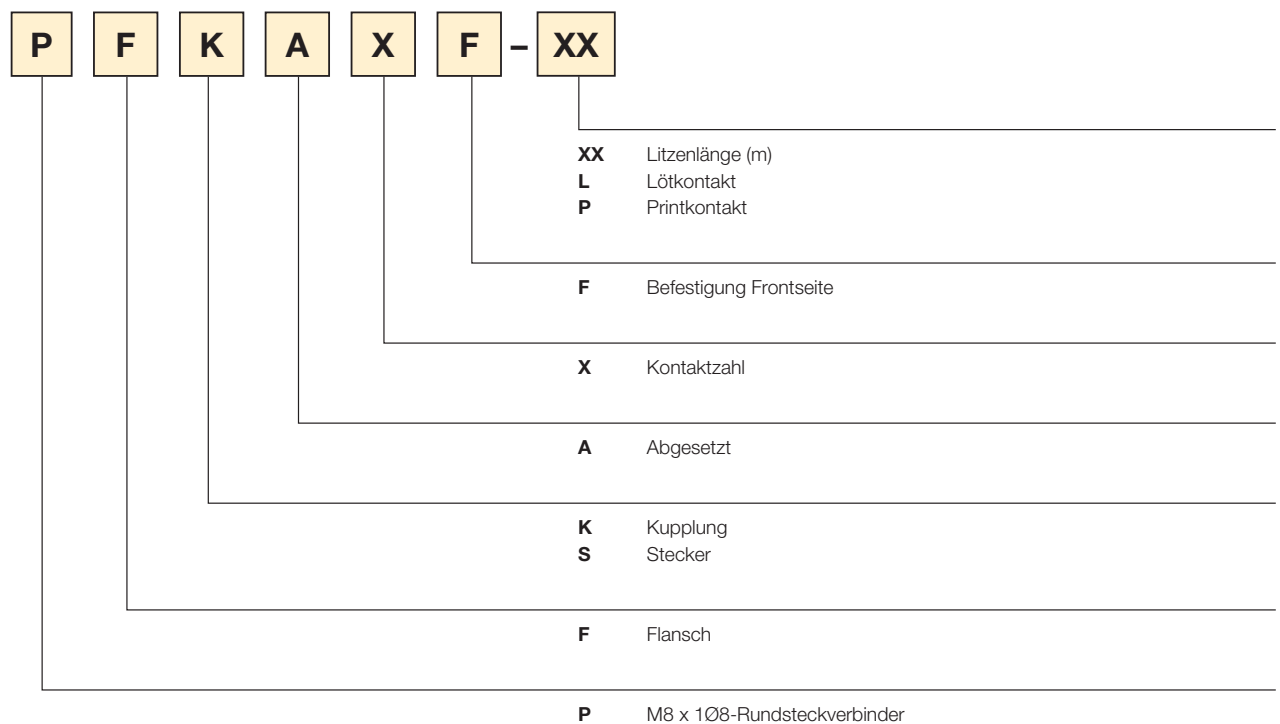 P F K A X F – XX
XX Litzenlänge (m)
L Lötkontakt
P Printkontakt
F Befestigung Frontseite
X Kontaktzahl
A Abgesetzt
K Kupplung
S Stecker
F Flansch
P M8 x 1Ø8-Rundsteckverbinder